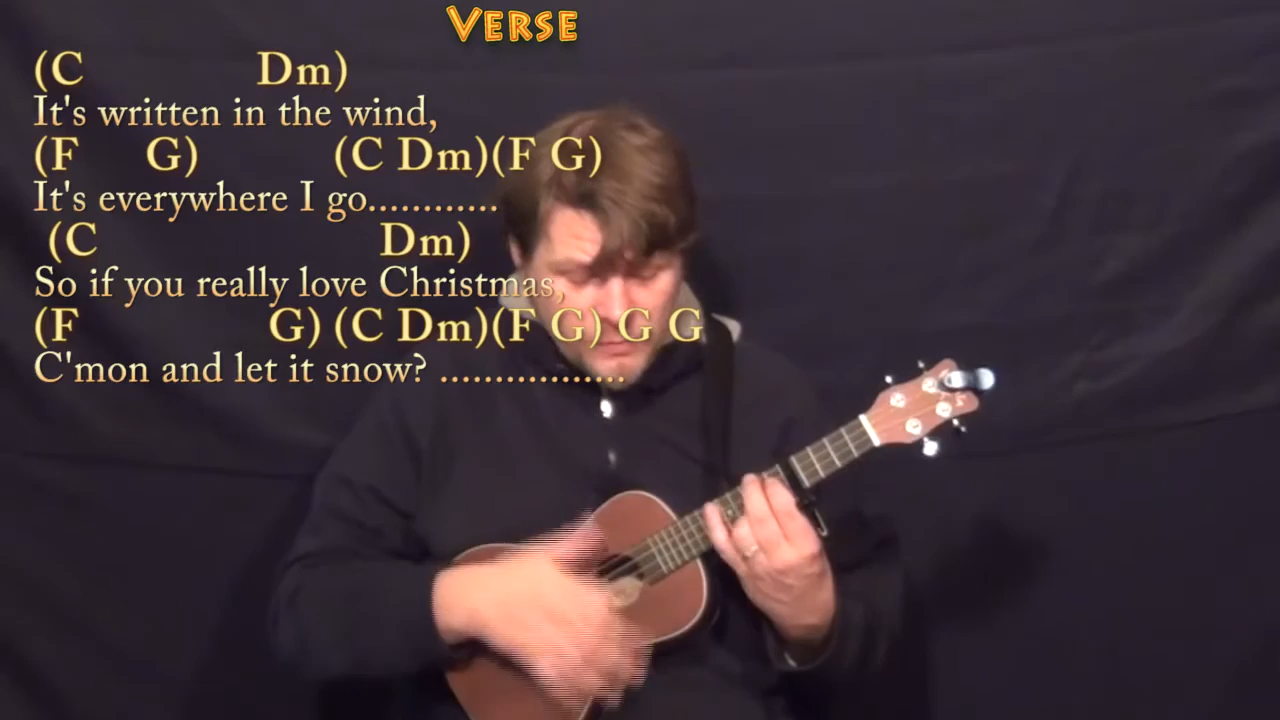 VERSE
(C Dm)
It's written in the wind,
(F G) (C Dm)(F G)
It's everywhere I go............
(C Dm)
So if you really love Christmas,
(F G) (C Dm)(F G) G G
C'mon and let it snow? .................